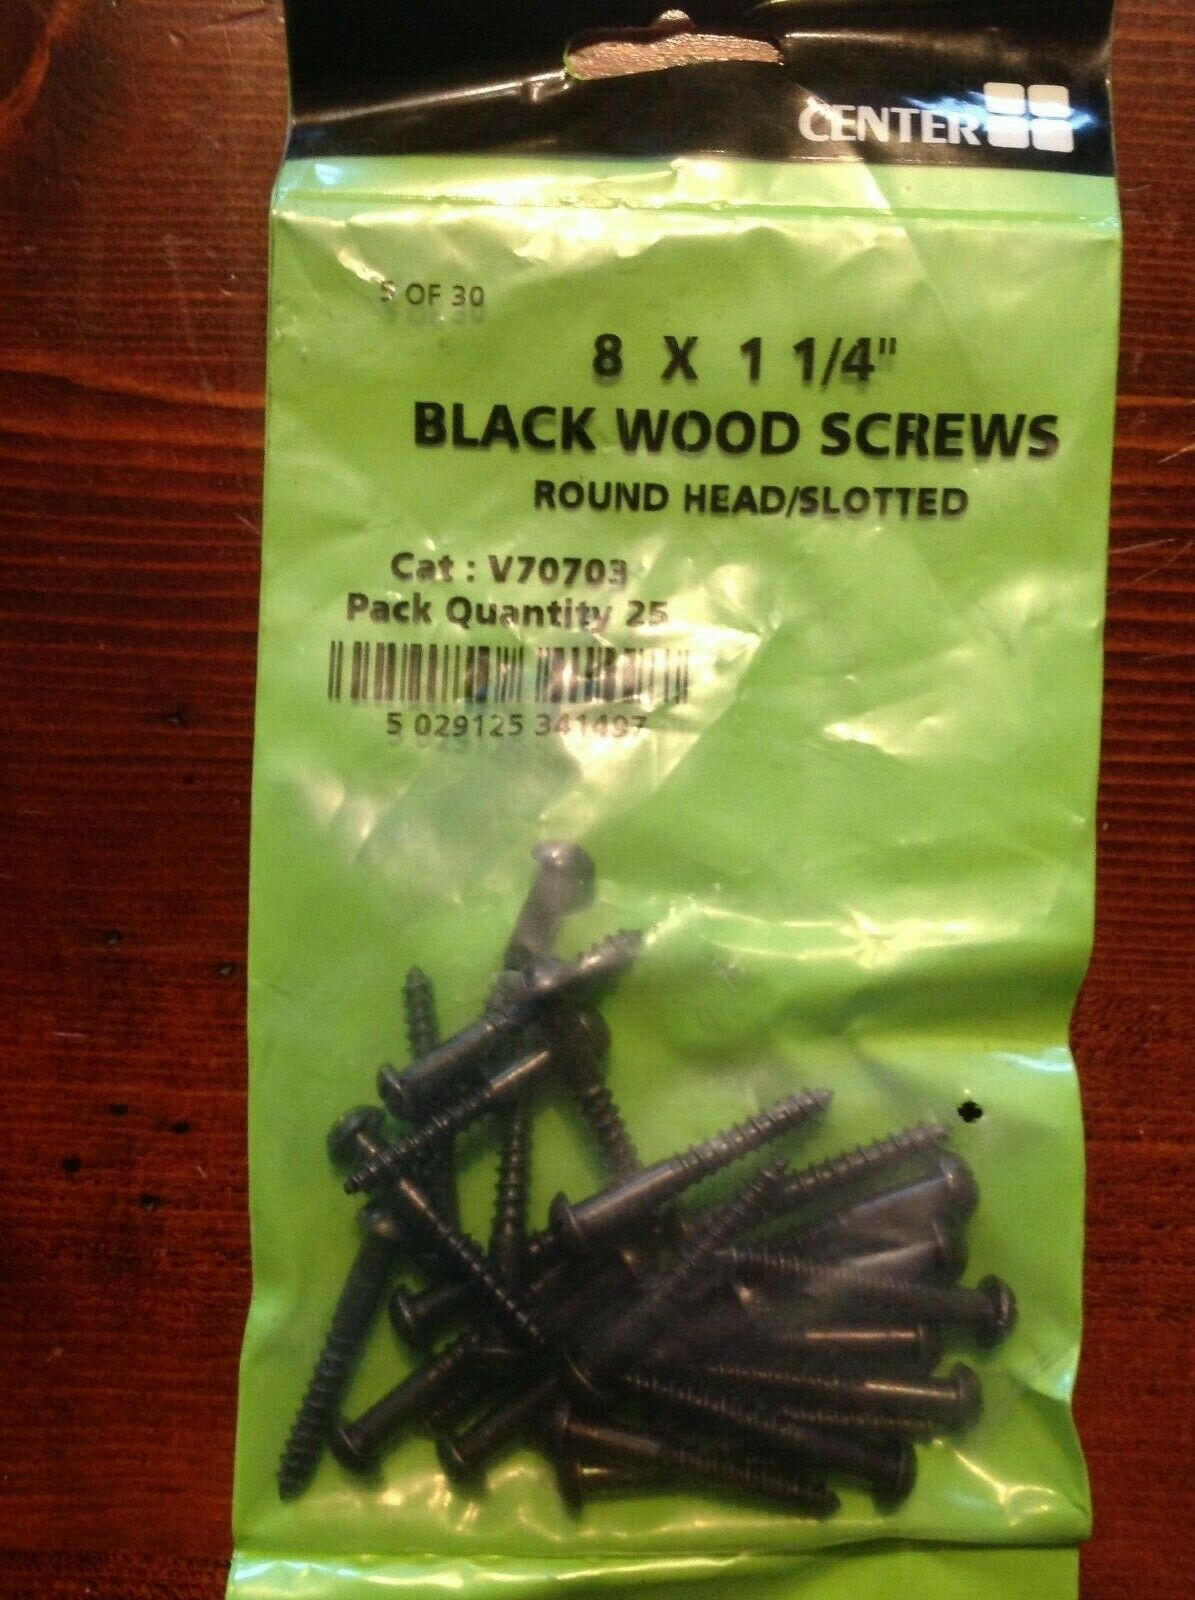 CENTER
5 OF 30
8 X 1 1/4"
BLACK WOOD SCREWS
ROUND HEAD/SLOTTED
Cat : V70703
Pack Quantity 25
5 029125 341497